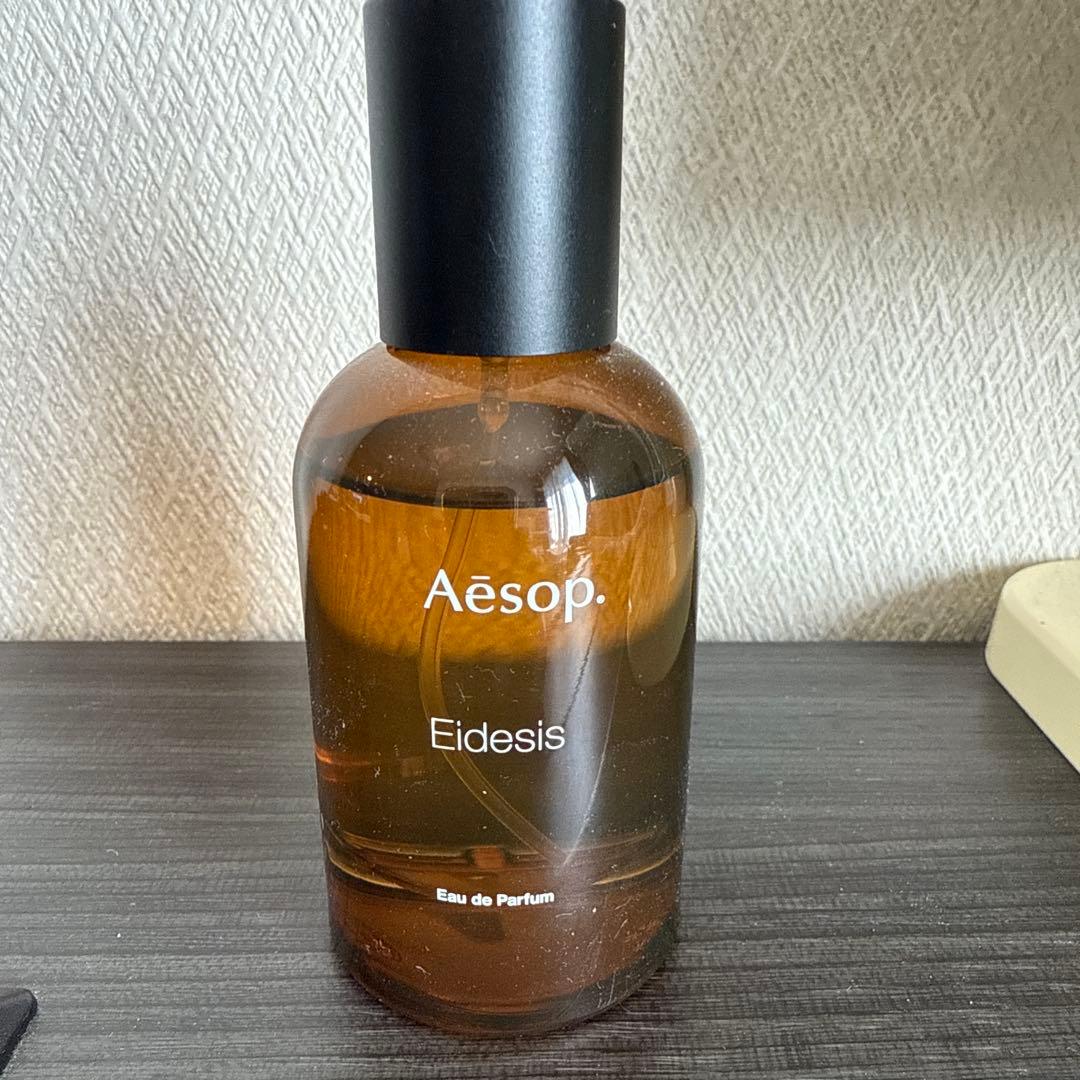 Aēsop.
Eidesis
Eau de Parfum